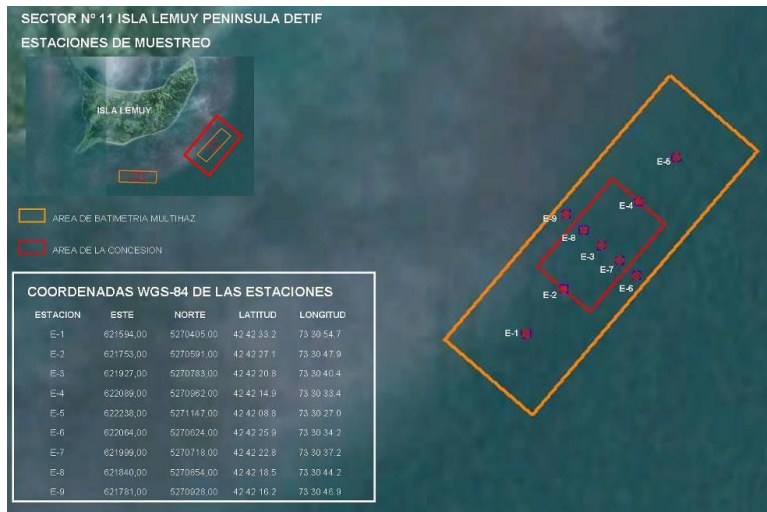 SECTOR Nº 11 ISLA LEMUY PENINSULA DETIF
ESTACIONES DE MUESTREO
ISLA LEMUY
AREA DE BATIMETRIA MULTIHAZ
AREA DE LA CONCESION
COORDENADAS WGS-84 DE LAS ESTACIONES
ESTACION ESTE NORTE LATITUD LONGITUD
E-1 621594,00 5270405,00 42 42 33.2 73 30 54.7
E-2 621753,00 5270591,00 42 42 27.1 73 30 47.9
E-3 621927,00 5270783,00 42 42 20.8 73 30 40.4
E-4 622089,00 5270962,00 42 42 14.9 73 30 33.4
E-5 622238,00 5271147,00 42 42 08.8 73 30 27.0
E-6 622064,00 5270624,00 42 42 25.9 73 30 34.2
E-7 621999,00 5270718,00 42 42 22.8 73 30 37.2
E-8 621840,00 5270854,00 42 42 18.5 73 30 44.2
E-9 621781,00 5270928,00 42 42 16.2 73 30 46.9
E-5
E-4
E-9
E-8
E-3
E-7
E-6
E-2
E-1